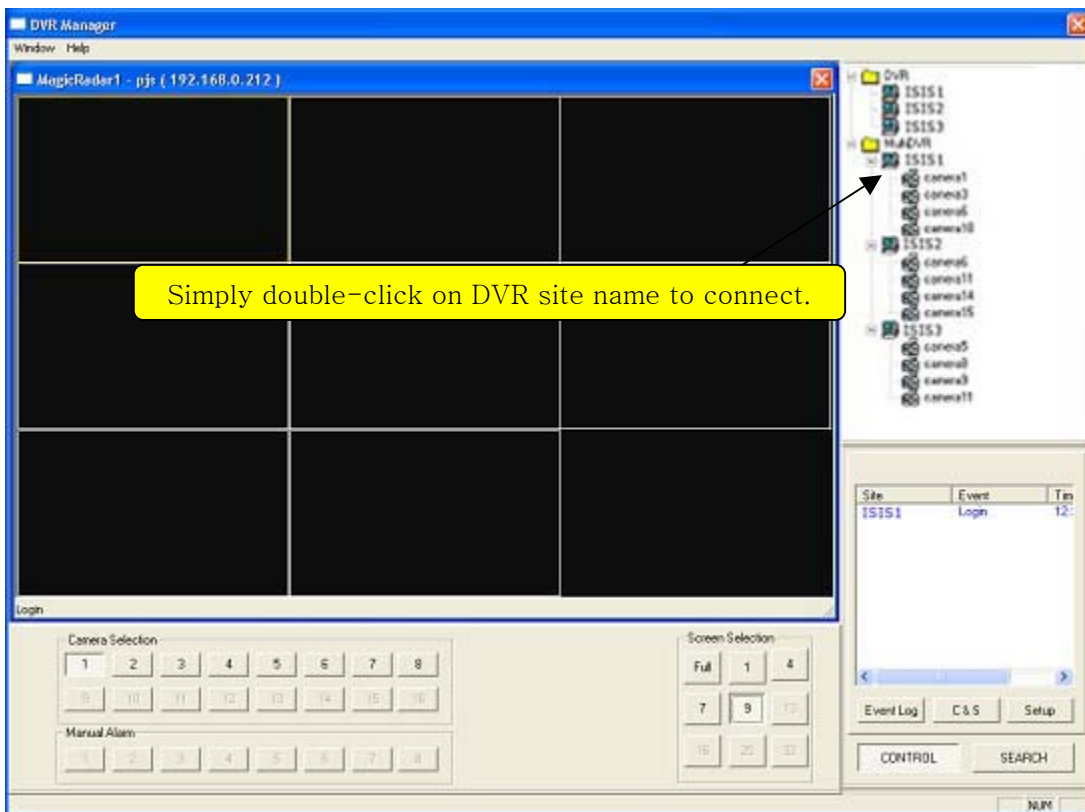 DVR Manager
Window Help
MagicRadar1 - pjs ( 192.168.0.212 )
DVR
ISIS1
ISIS2
ISIS3
MultiDVR
ISIS1
camera1
camera3
camera6
camera10
ISIS2
camera6
camera11
camera14
camera15
ISIS3
camera5
camera8
camera9
camera11
Simply double-click on DVR site name to connect.
Site Event Tim
ISIS1 Login 12:
Login
Camera Selection
1 2 3 4 5 6 7 8
9 10 11 12 13 14 15 16
Manual Alarm
1 2 3 4 5 6 7 8
Screen Selection
Full 1 4
7 9 13
16 25 32
Event Log C & S Setup
CONTROL SEARCH
NUM